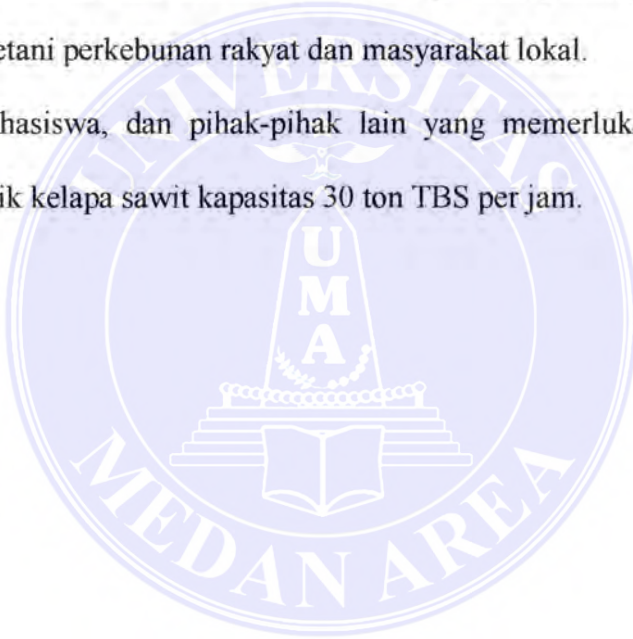 etani perkebunan rakyat dan masyarakat lokal.
hasiswa, dan pihak-pihak lain yang memerluk
ik kelapa sawit kapasitas 30 ton TBS per jam.
UNIVERSITAS
UMA
MEDAN AREA